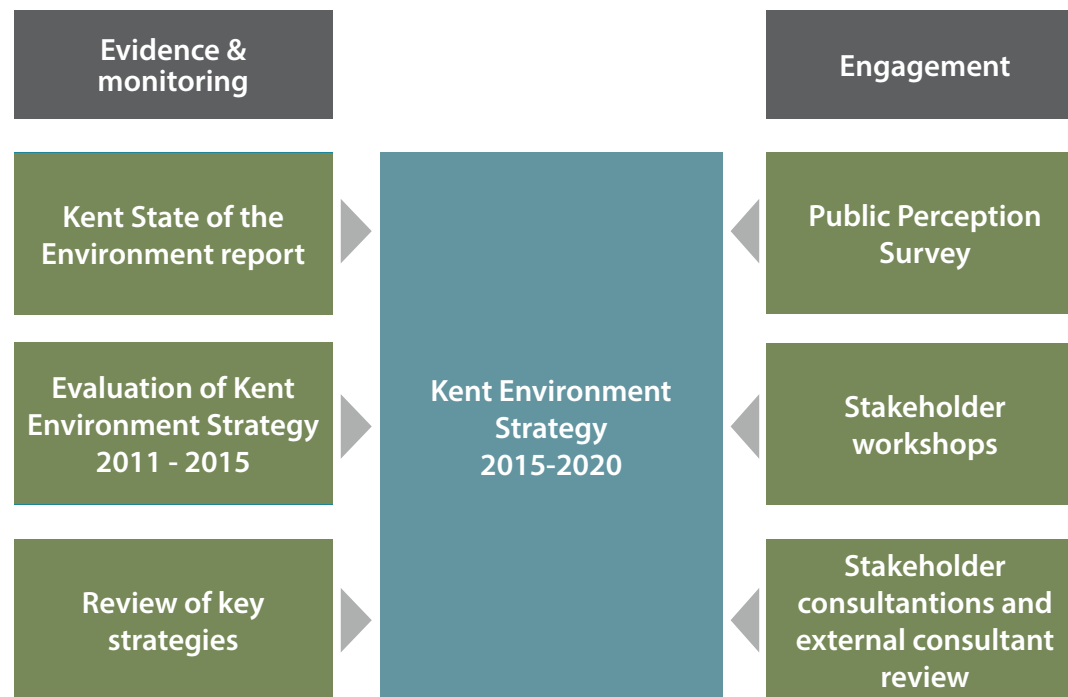 Evidence &
monitoring
Engagement
Kent State of the
Environment report
Public Perception
Survey
Evaluation of Kent
Environment Strategy
2011 - 2015
Kent Environment
Strategy
2015-2020
Stakeholder
workshops
Review of key
strategies
Stakeholder
consultantions and
external consultant
review